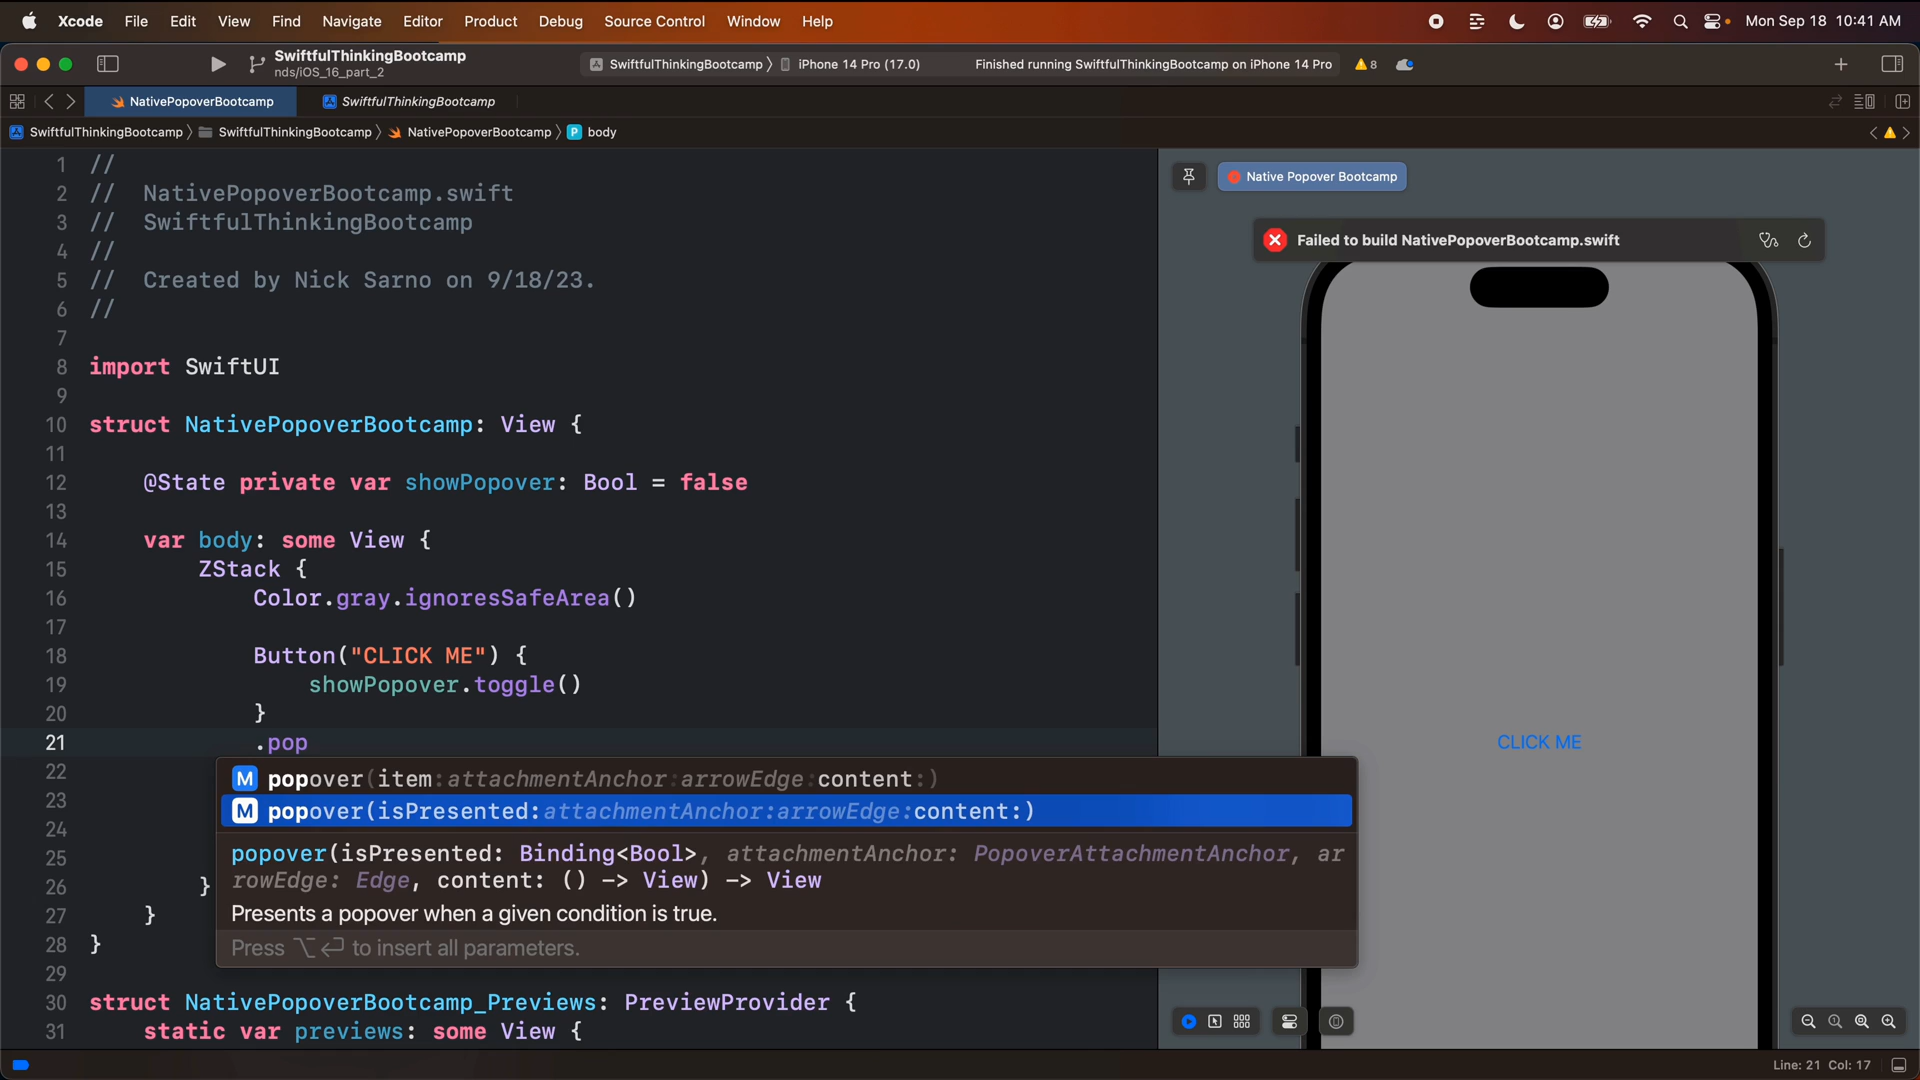 Xcode File Edit View Find Navigate Editor Product Debug Source Control Window Help Mon Sep 18 10:41 AM
SwiftfulThinkingBootcamp
nds/iOS_16_part_2
SwiftfulThinkingBootcamp iPhone 14 Pro (17.0) Finished running SwiftfulThinkingBootcamp on iPhone 14 Pro 8
NativePopoverBootcamp SwiftfulThinkingBootcamp
SwiftfulThinkingBootcamp SwiftfulThinkingBootcamp NativePopoverBootcamp P body
1 //
2 // NativePopoverBootcamp.swift
3 // SwiftfulThinkingBootcamp
4 //
5 // Created by Nick Sarno on 9/18/23.
6 //
7
8 import SwiftUI
9
10 struct NativePopoverBootcamp: View {
11
12 @State private var showPopover: Bool = false
13
14 var body: some View {
15 ZStack {
16 Color.gray.ignoresSafeArea()
17
18 Button("CLICK ME") {
19 showPopover.toggle()
20 }
21 .pop
22
23
24
25
26 }
27 }
28 }
29
30 struct NativePopoverBootcamp_Previews: PreviewProvider {
31 static var previews: some View {
M popover(item:attachmentAnchor:arrowEdge:content:)
M popover(isPresented:attachmentAnchor:arrowEdge:content:)
popover(isPresented: Binding<Bool>, attachmentAnchor: PopoverAttachmentAnchor, ar
rowEdge: Edge, content: () -> View) -> View
Presents a popover when a given condition is true.
Press ⌥↩ to insert all parameters.
Native Popover Bootcamp
Failed to build NativePopoverBootcamp.swift
CLICK ME
Line: 21 Col: 17